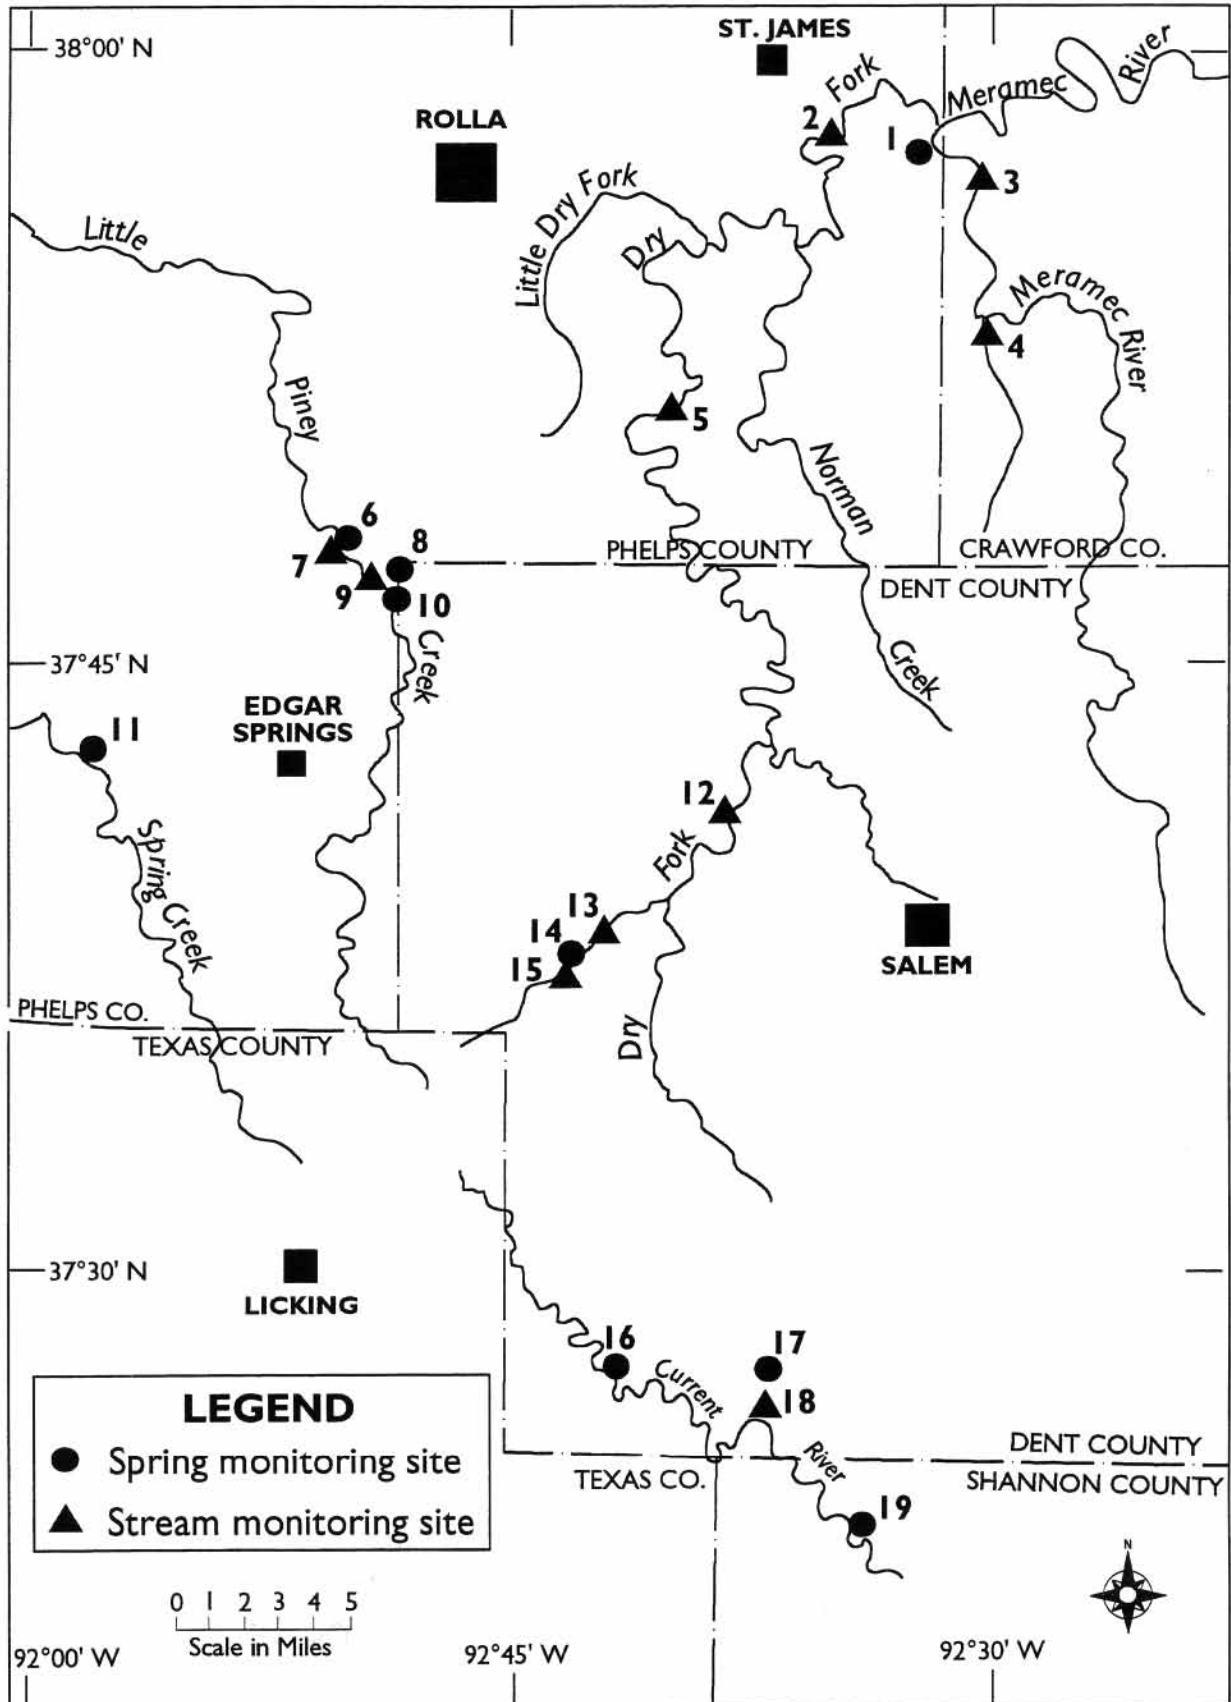 38°00' N
ST. JAMES
Fork
Meramec
River
ROLLA
2
1
3
Little Dry Fork
Little
Dry
Meramec River
4
Piney
5
Norman
6
7
8
PHELPS COUNTY
CRAWFORD CO.
9
10
DENT COUNTY
Creek
Creek
37°45' N
EDGAR
SPRINGS
11
12
Fork
Spring Creek
13
14
15
SALEM
PHELPS CO.
TEXAS COUNTY
Dry
37°30' N
LICKING
16
17
Current
18
LEGEND
Spring monitoring site
Stream monitoring site
River
DENT COUNTY
TEXAS CO.
SHANNON COUNTY
19
N
0 1 2 3 4 5
Scale in Miles
92°00' W
92°45' W
92°30' W